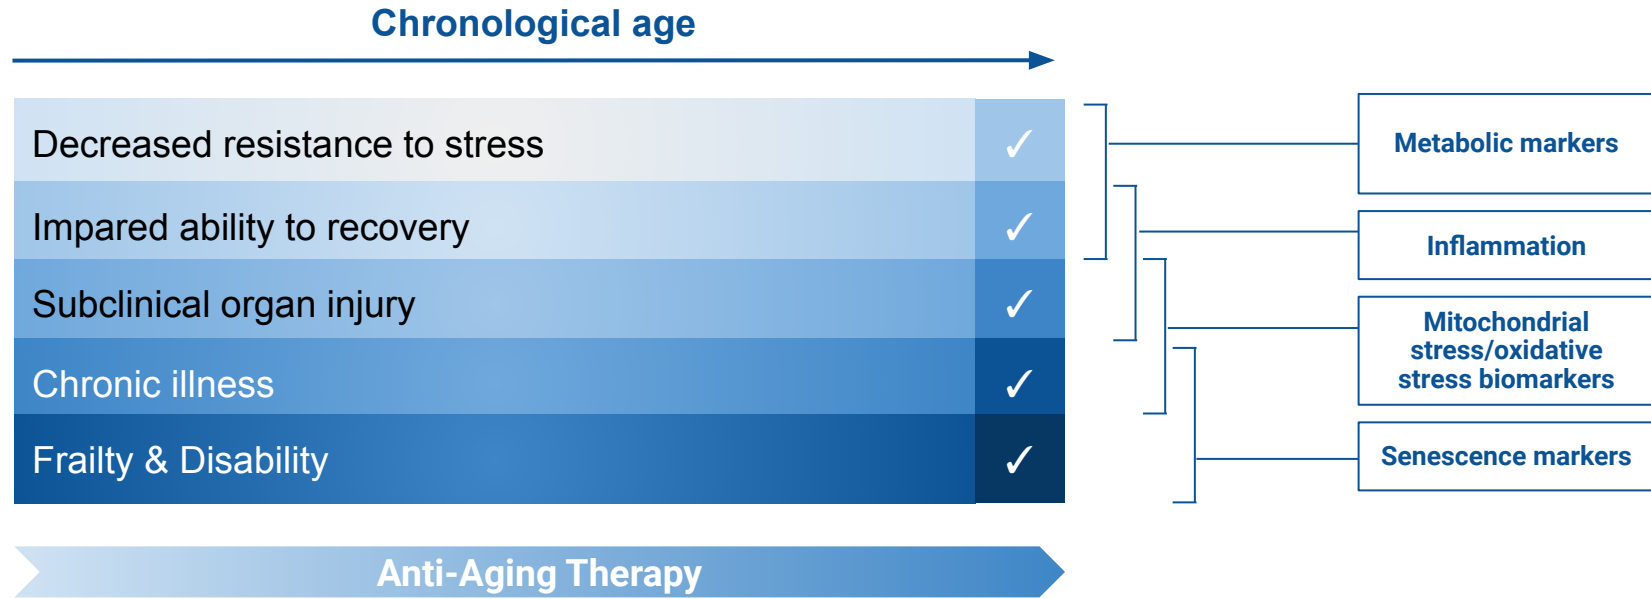 Chronological age
Decreased resistance to stress ✓
Impared ability to recovery ✓
Subclinical organ injury ✓
Chronic illness ✓
Frailty & Disability ✓
Anti-Aging Therapy
Metabolic markers
Inflammation
Mitochondrial
stress/oxidative
stress biomarkers
Senescence markers